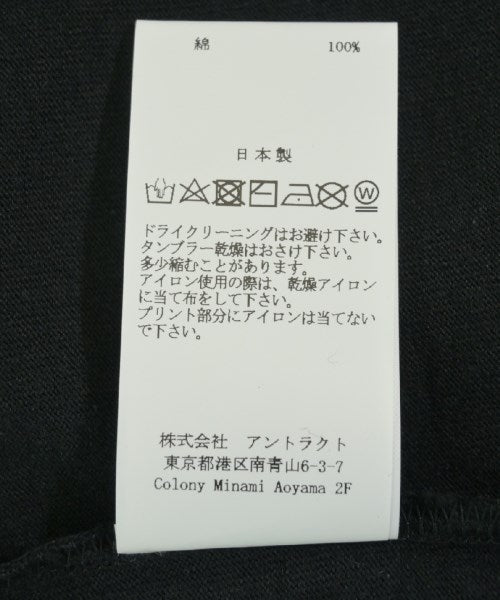 綿 100%
日本製
W
ドライクリーニングはお避け下さい。
タンブラー乾燥はおさけ下さい。
多少縮むことがあります。
アイロン使用の際は、乾燥アイロン
に当て布をして下さい。
プリント部分にアイロンは当てない
で下さい。
株式会社 アントラクト
東京都港区南青山6-3-7
Colony Minami Aoyama 2F